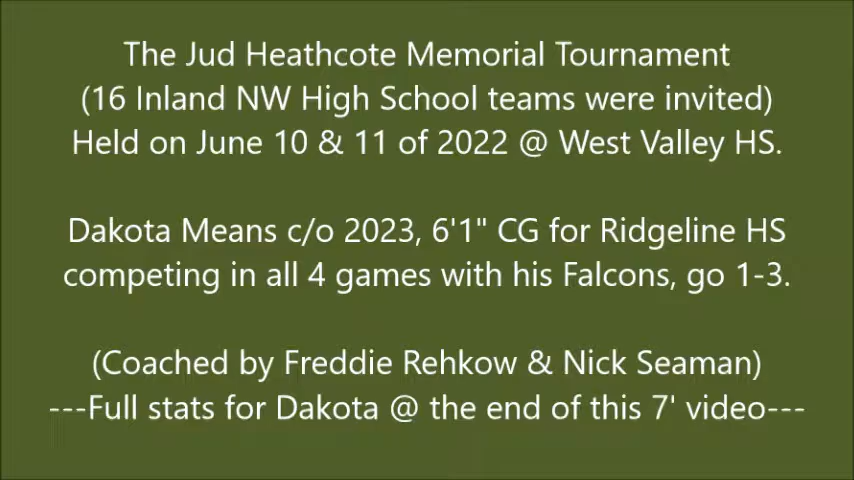 The Jud Heathcote Memorial Tournament
(16 Inland NW High School teams were invited)
Held on June 10 & 11 of 2022 @ West Valley HS.
Dakota Means c/o 2023, 6'1" CG for Ridgeline HS
competing in all 4 games with his Falcons, go 1-3.
(Coached by Freddie Rehkow & Nick Seaman)
---Full stats for Dakota @ the end of this 7' video---